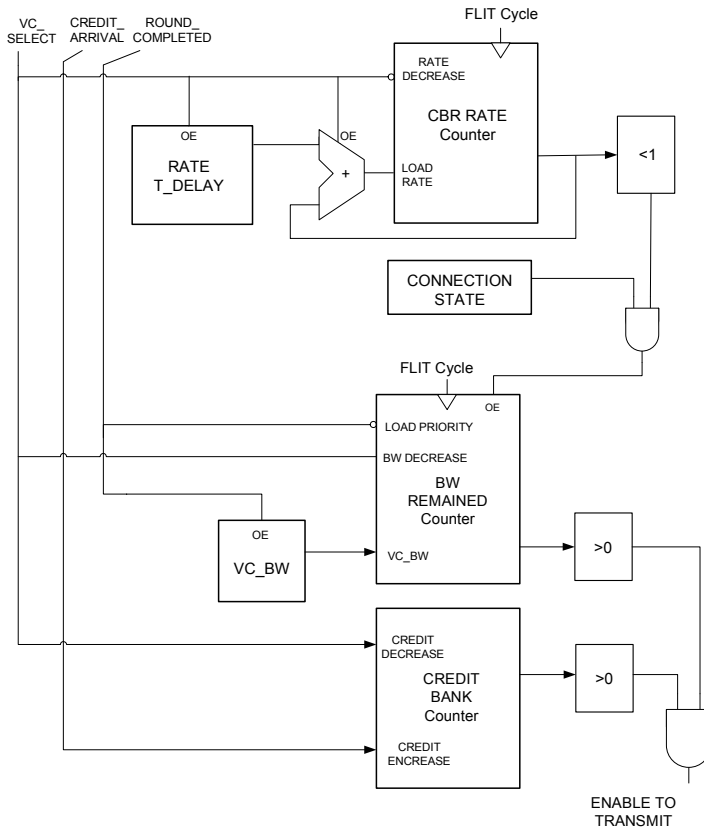 VC_
SELECT
CREDIT_
ARRIVAL
ROUND_
COMPLETED
FLIT Cycle
RATE
DECREASE
CBR RATE
Counter
LOAD
RATE
OE
RATE
T_DELAY
OE
+
<1
CONNECTION
STATE
FLIT Cycle
OE
LOAD PRIORITY
BW DECREASE
BW
REMAINED
Counter
VC_BW
OE
VC_BW
>0
CREDIT
DECREASE
CREDIT
BANK
Counter
CREDIT
ENCREASE
>0
ENABLE TO
TRANSMIT